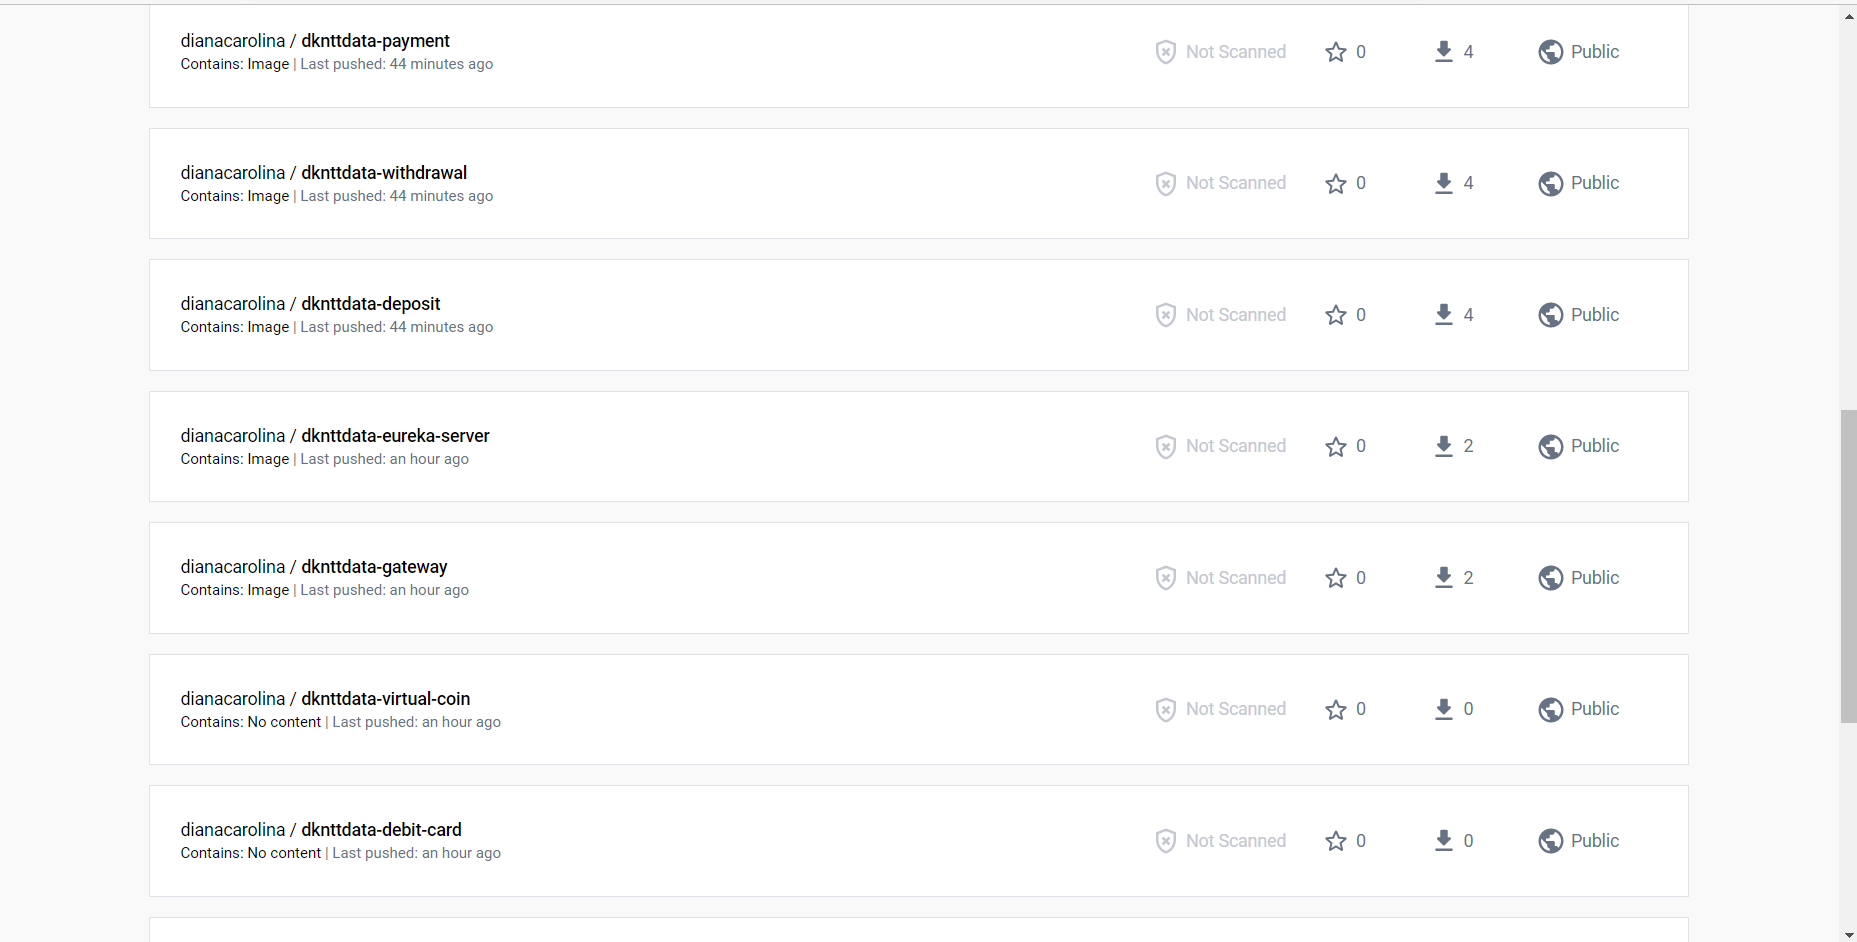 dianacarolina / dknttdata-payment
Contains: Image | Last pushed: 44 minutes ago
Not Scanned 0 4 Public
dianacarolina / dknttdata-withdrawal
Contains: Image | Last pushed: 44 minutes ago
Not Scanned 0 4 Public
dianacarolina / dknttdata-deposit
Contains: Image | Last pushed: 44 minutes ago
Not Scanned 0 4 Public
dianacarolina / dknttdata-eureka-server
Contains: Image | Last pushed: an hour ago
Not Scanned 0 2 Public
dianacarolina / dknttdata-gateway
Contains: Image | Last pushed: an hour ago
Not Scanned 0 2 Public
dianacarolina / dknttdata-virtual-coin
Contains: No content | Last pushed: an hour ago
Not Scanned 0 0 Public
dianacarolina / dknttdata-debit-card
Contains: No content | Last pushed: an hour ago
Not Scanned 0 0 Public